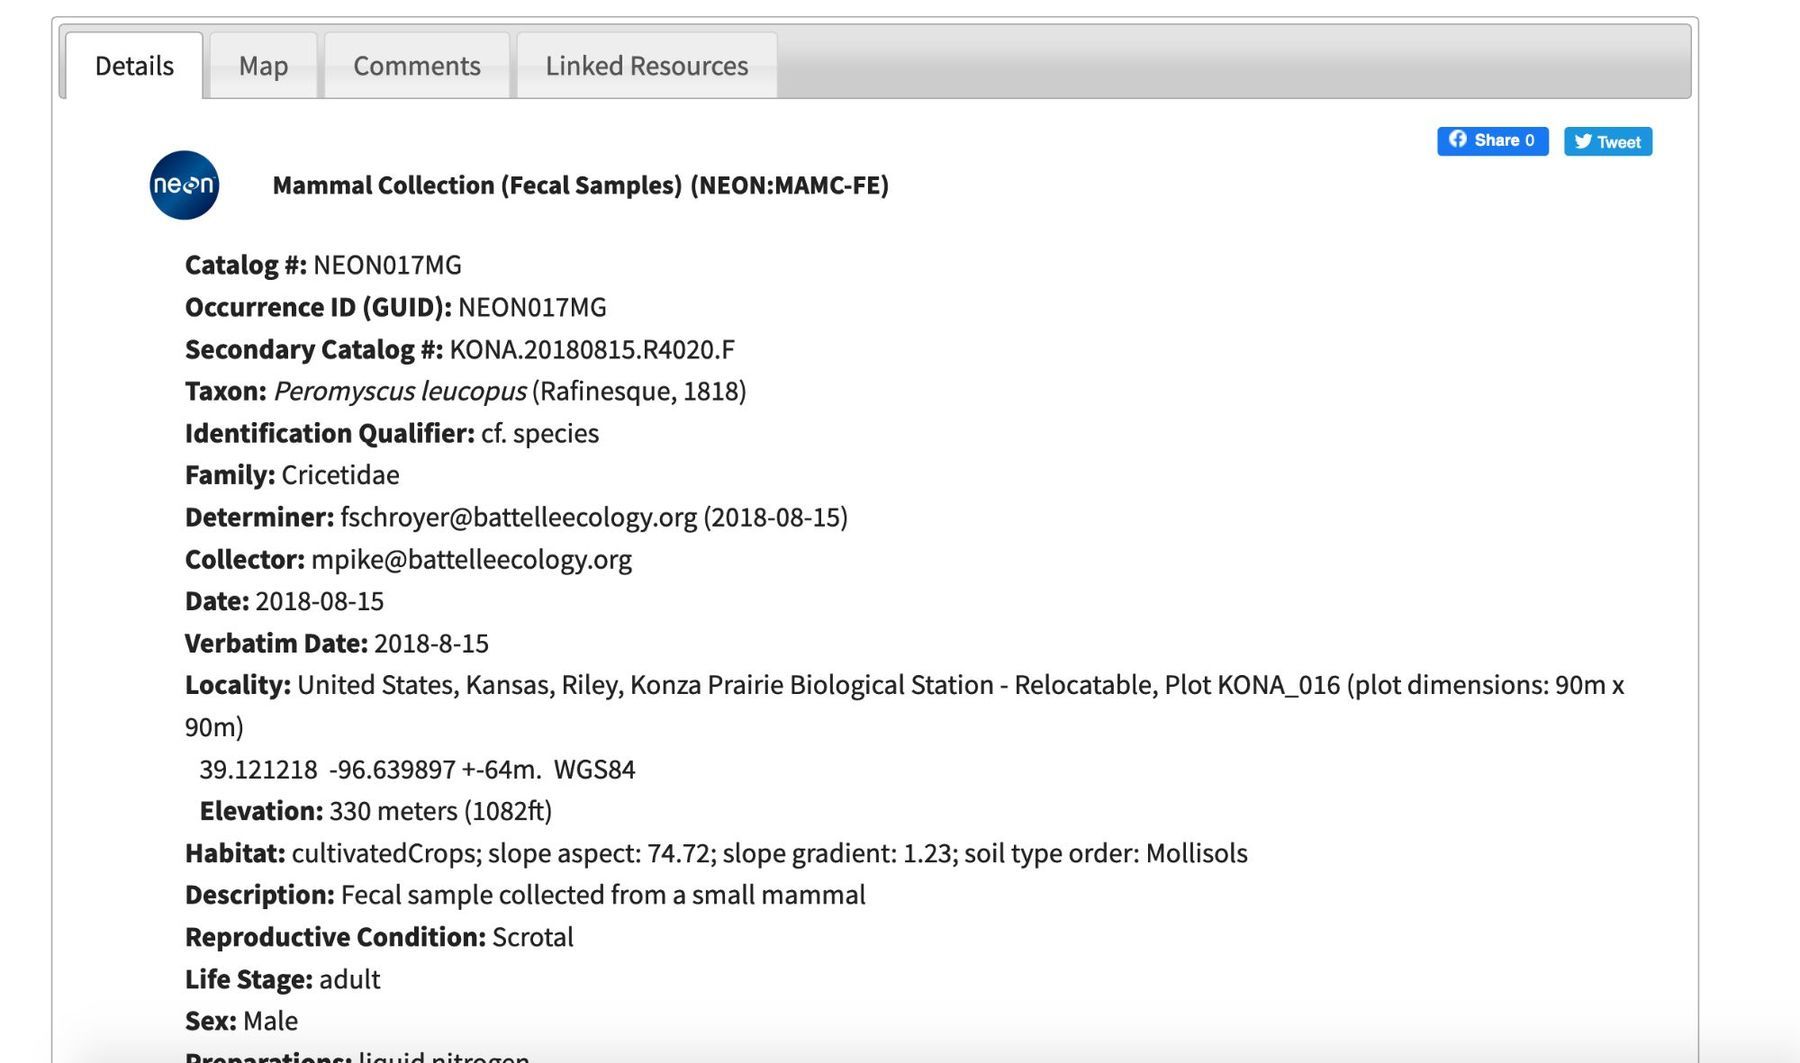 Details Map Comments Linked Resources
Share 0 Tweet
neon
Mammal Collection (Fecal Samples) (NEON:MAMC-FE)
Catalog #: NEON017MG
Occurrence ID (GUID): NEON017MG
Secondary Catalog #: KONA.20180815.R4020.F
Taxon: Peromyscus leucopus (Rafinesque, 1818)
Identification Qualifier: cf. species
Family: Cricetidae
Determiner: fschroyer@battelleecology.org (2018-08-15)
Collector: mpike@battelleecology.org
Date: 2018-08-15
Verbatim Date: 2018-8-15
Locality: United States, Kansas, Riley, Konza Prairie Biological Station - Relocatable, Plot KONA_016 (plot dimensions: 90m x
90m)
39.121218 -96.639897 +-64m. WGS84
Elevation: 330 meters (1082ft)
Habitat: cultivatedCrops; slope aspect: 74.72; slope gradient: 1.23; soil type order: Mollisols
Description: Fecal sample collected from a small mammal
Reproductive Condition: Scrotal
Life Stage: adult
Sex: Male
Preparations: liquid nitrogen